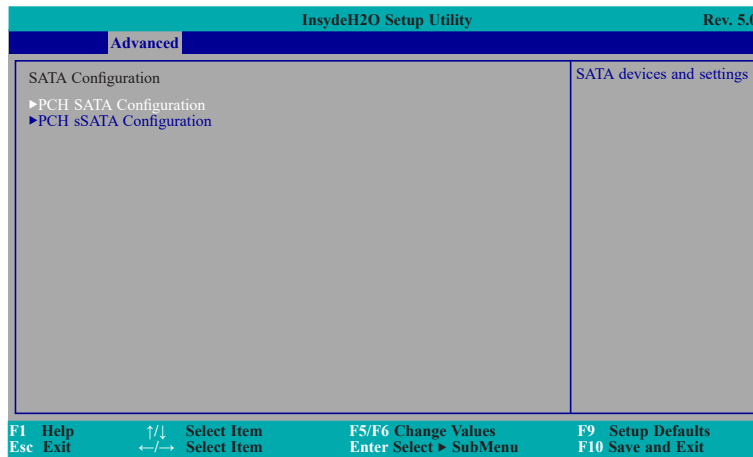 InsydeH2O Setup Utility Rev. 5.0
Advanced
SATA Configuration
►PCH SATA Configuration
►PCH sSATA Configuration
SATA devices and settings
F1 Help ↑/↓ Select Item F5/F6 Change Values F9 Setup Defaults
Esc Exit ←/→ Select Item Enter Select ► SubMenu F10 Save and Exit